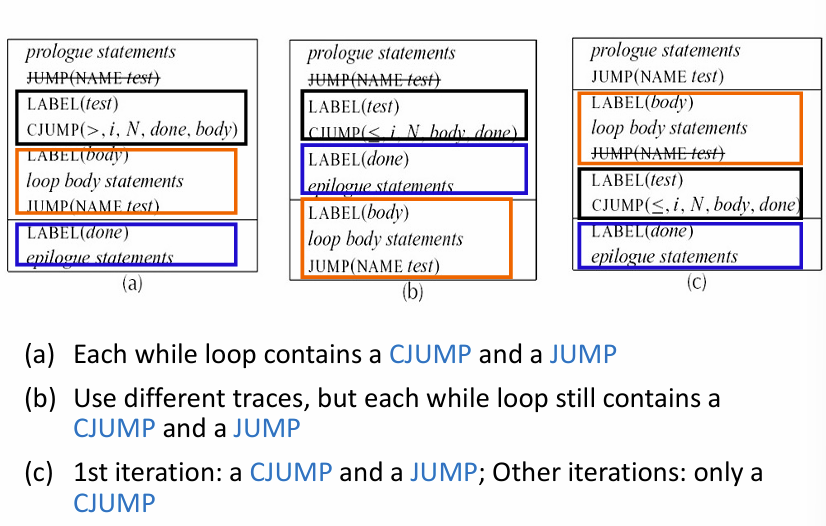 prologue statements
JUMP(NAME test)
LABEL(test)
CJUMP(>, i, N, done, body)
LABEL(body)
loop body statements
JUMP(NAME test)
LABEL(done)
epilogue statements
(a)
prologue statements
JUMP(NAME test)
LABEL(test)
CJUMP(≤, i, N, body, done)
LABEL(done)
epilogue statements
LABEL(body)
loop body statements
JUMP(NAME test)
(b)
prologue statements
JUMP(NAME test)
LABEL(body)
loop body statements
JUMP(NAME test)
LABEL(test)
CJUMP(≤, i, N, body, done)
LABEL(done)
epilogue statements
(c)
(a) Each while loop contains a CJUMP and a JUMP
(b) Use different traces, but each while loop still contains a
CJUMP and a JUMP
(c) 1st iteration: a CJUMP and a JUMP; Other iterations: only a
CJUMP